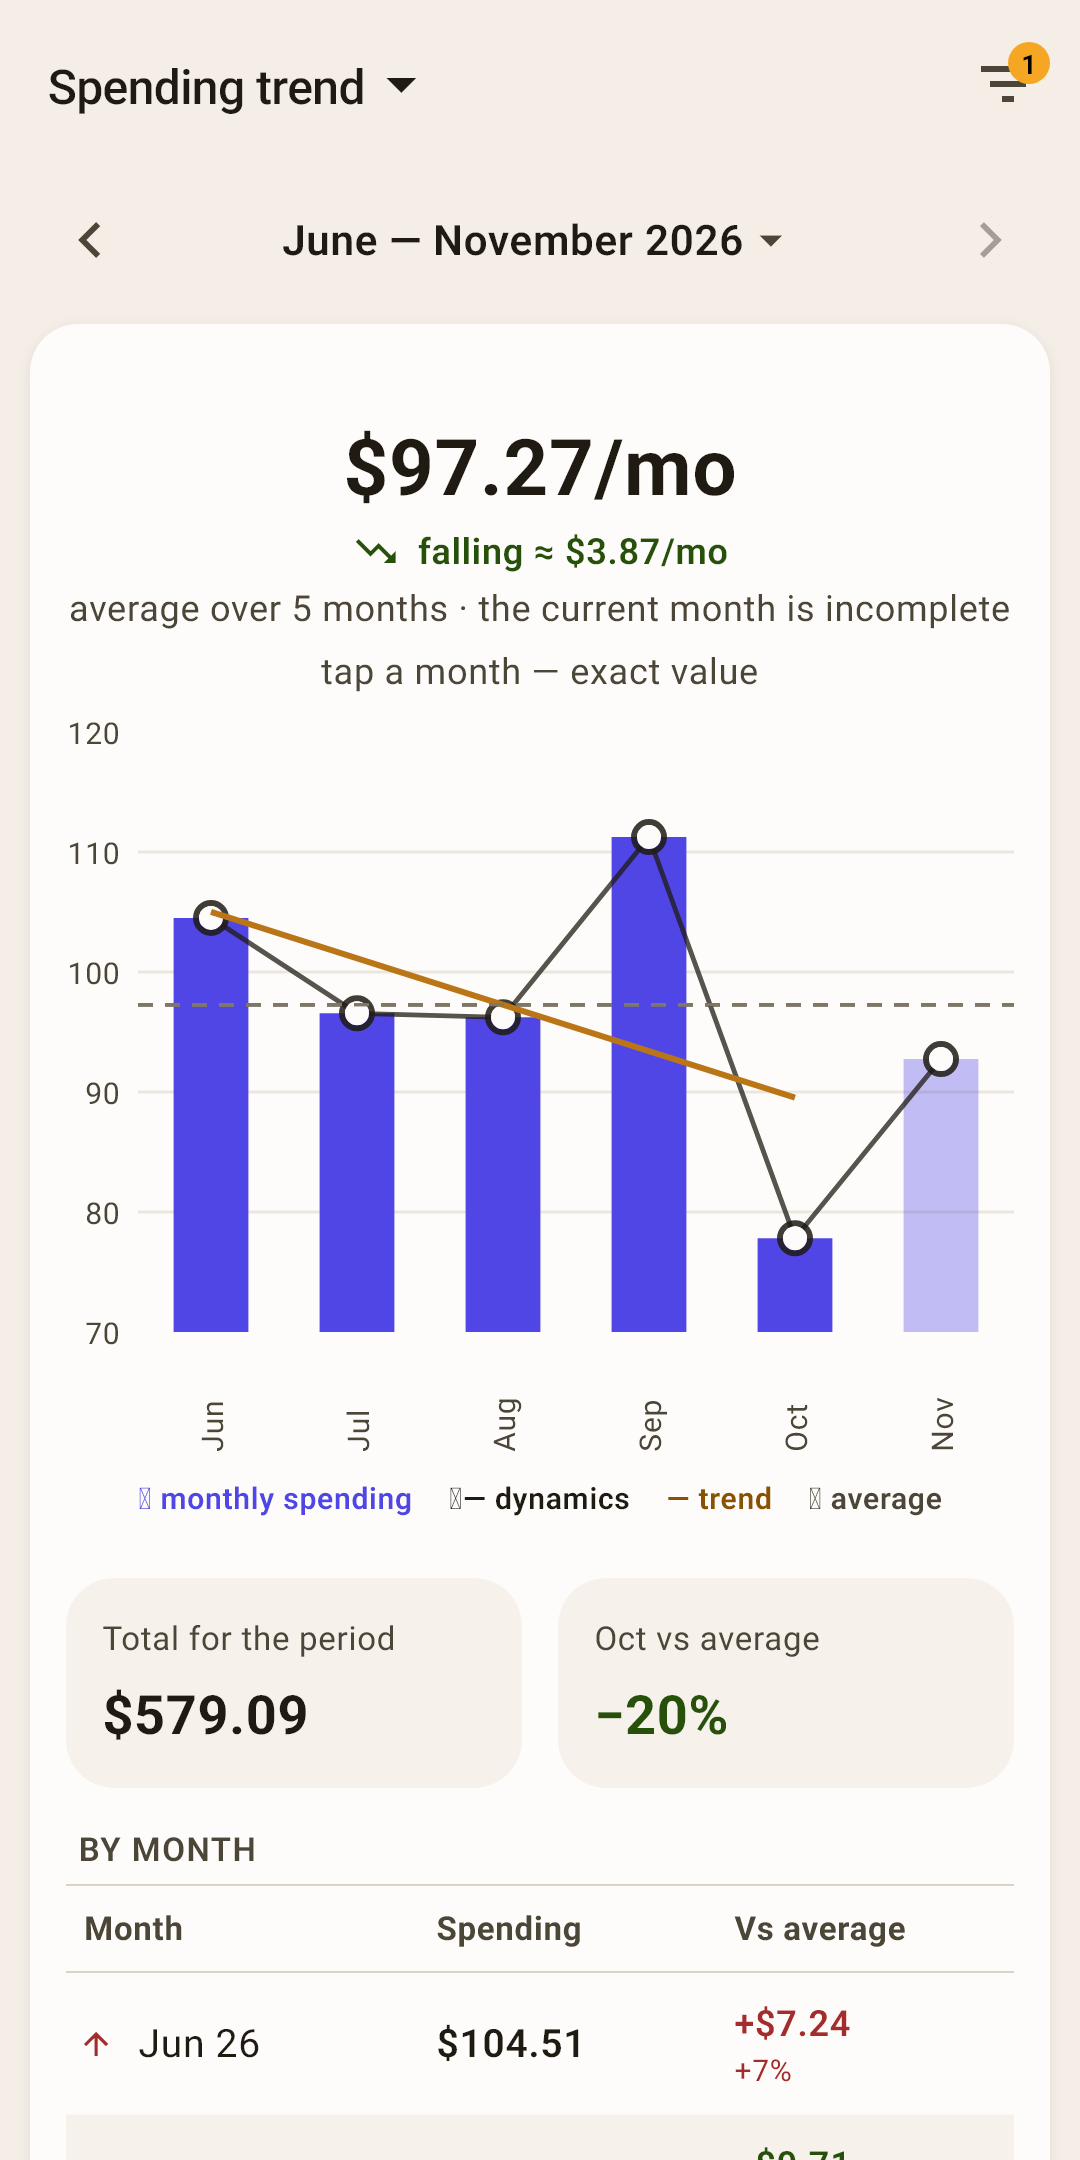 Spending trend
1
June — November 2026
$97.27/mo
falling ≈ $3.87/mo
average over 5 months · the current month is incomplete
tap a month — exact value
120
110
100
90
80
70
Jun Jul Aug Sep Oct Nov
monthly spending — dynamics — trend average
Total for the period
$579.09
Oct vs average
−20%
BY MONTH
Month Spending Vs average
Jun 26 $104.51 +$7.24
+7%